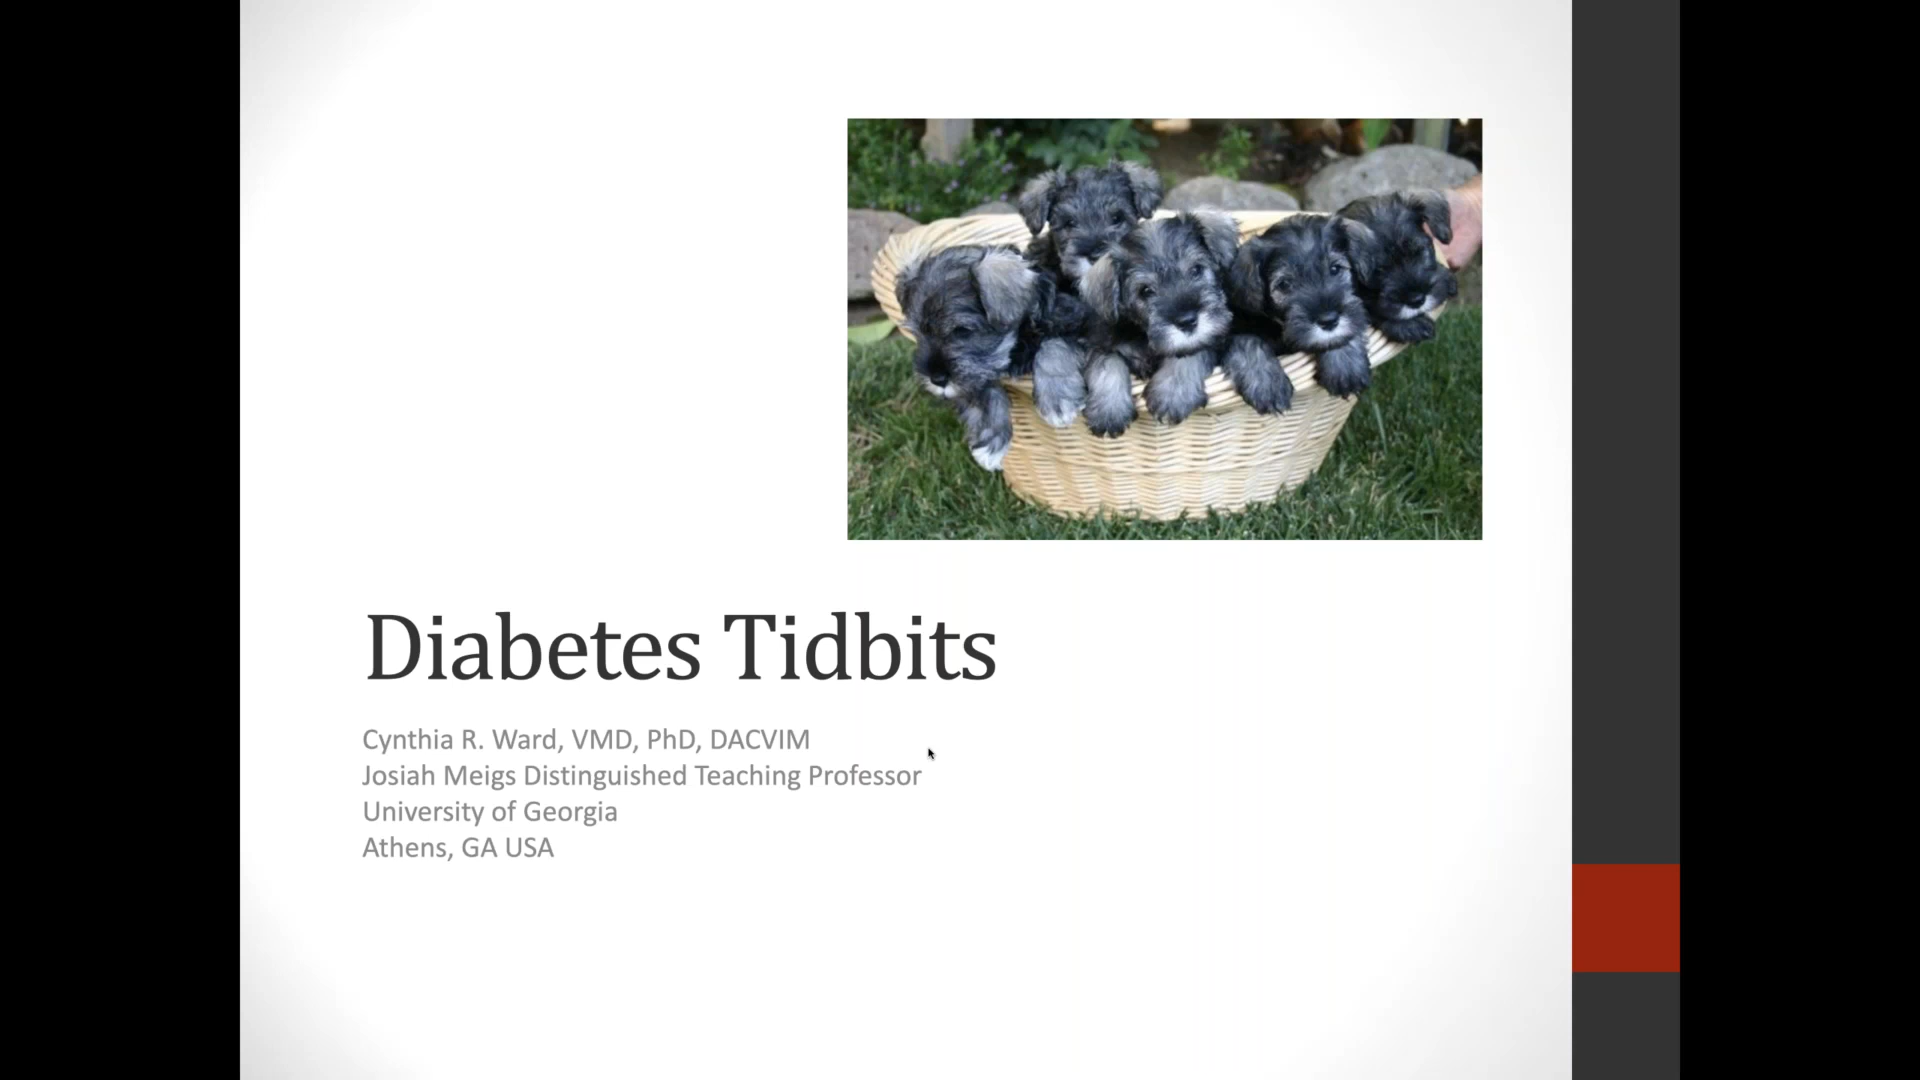 Diabetes Tidbits
Cynthia R. Ward, VMD, PhD, DACVIM
Josiah Meigs Distinguished Teaching Professor
University of Georgia
Athens, GA USA